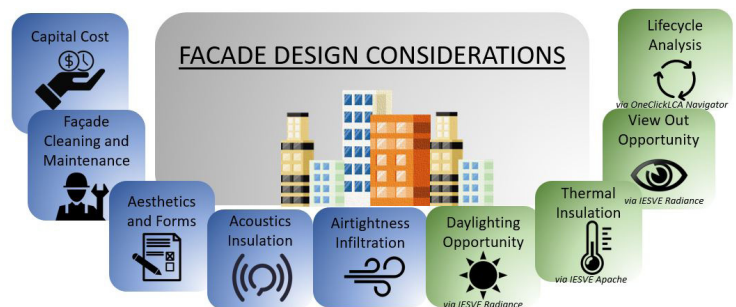 FACADE DESIGN CONSIDERATIONS
Capital Cost
Façade
Cleaning and
Maintenance
Aesthetics
and Forms
Acoustics
Insulation
Airtightness
Infiltration
Daylighting
Opportunity
via IESVE Radiance
Thermal
Insulation
via IESVE Apache
View Out
Opportunity
via IESVE Radiance
Lifecycle
Analysis
via OneClickLCA Navigator